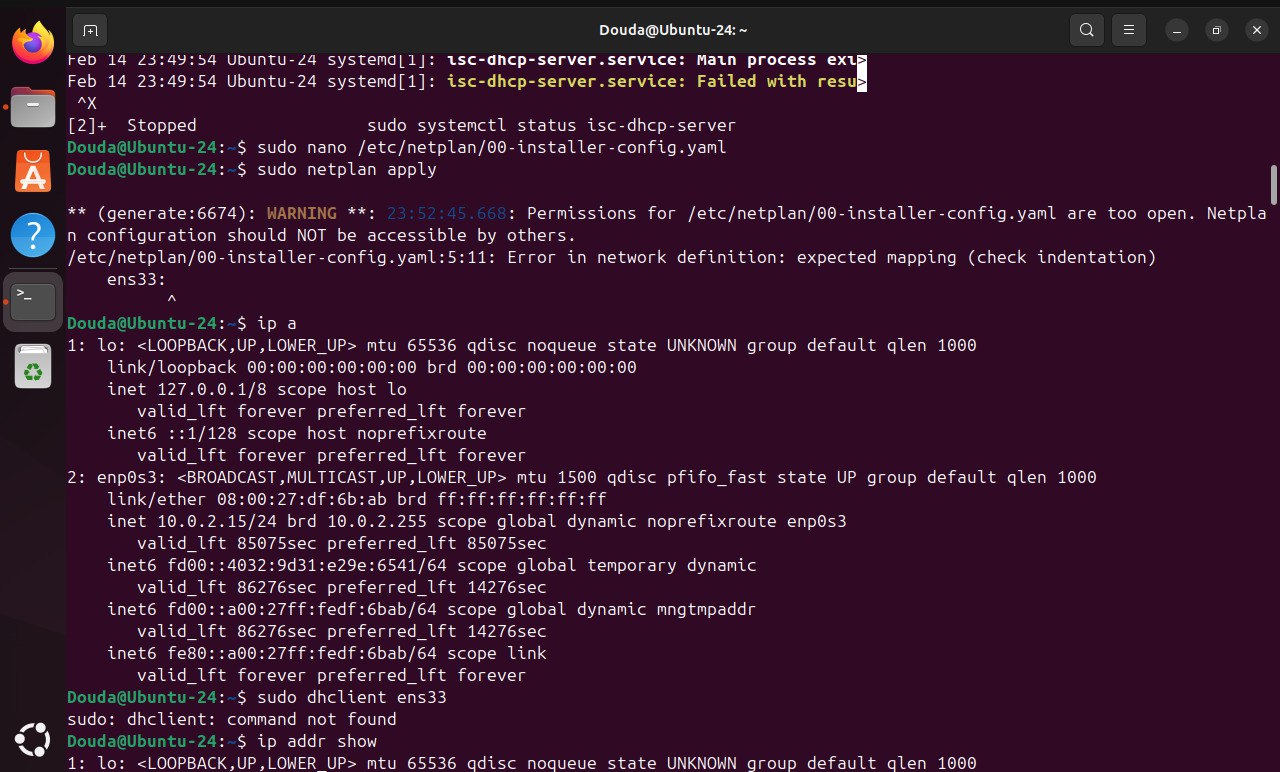 Douda@Ubuntu-24: ~
Feb 14 23:49:54 Ubuntu-24 systemd[1]: isc-dhcp-server.service: Main process exi>
Feb 14 23:49:54 Ubuntu-24 systemd[1]: isc-dhcp-server.service: Failed with resu>
 ^X
[2]+  Stopped                 sudo systemctl status isc-dhcp-server
Douda@Ubuntu-24:~$ sudo nano /etc/netplan/00-installer-config.yaml
Douda@Ubuntu-24:~$ sudo netplan apply

** (generate:6674): WARNING **: 23:52:45.668: Permissions for /etc/netplan/00-installer-config.yaml are too open. Netpla
n configuration should NOT be accessible by others.
/etc/netplan/00-installer-config.yaml:5:11: Error in network definition: expected mapping (check indentation)
    ens33:
          ^
Douda@Ubuntu-24:~$ ip a
1: lo: <LOOPBACK,UP,LOWER_UP> mtu 65536 qdisc noqueue state UNKNOWN group default qlen 1000
    link/loopback 00:00:00:00:00:00 brd 00:00:00:00:00:00
    inet 127.0.0.1/8 scope host lo
       valid_lft forever preferred_lft forever
    inet6 ::1/128 scope host noprefixroute
       valid_lft forever preferred_lft forever
2: enp0s3: <BROADCAST,MULTICAST,UP,LOWER_UP> mtu 1500 qdisc pfifo_fast state UP group default qlen 1000
    link/ether 08:00:27:df:6b:ab brd ff:ff:ff:ff:ff:ff
    inet 10.0.2.15/24 brd 10.0.2.255 scope global dynamic noprefixroute enp0s3
       valid_lft 85075sec preferred_lft 85075sec
    inet6 fd00::4032:9d31:e29e:6541/64 scope global temporary dynamic
       valid_lft 86276sec preferred_lft 14276sec
    inet6 fd00::a00:27ff:fedf:6bab/64 scope global dynamic mngtmpaddr
       valid_lft 86276sec preferred_lft 14276sec
    inet6 fe80::a00:27ff:fedf:6bab/64 scope link
       valid_lft forever preferred_lft forever
Douda@Ubuntu-24:~$ sudo dhclient ens33
sudo: dhclient: command not found
Douda@Ubuntu-24:~$ ip addr show
1: lo: <LOOPBACK,UP,LOWER_UP> mtu 65536 qdisc noqueue state UNKNOWN group default qlen 1000